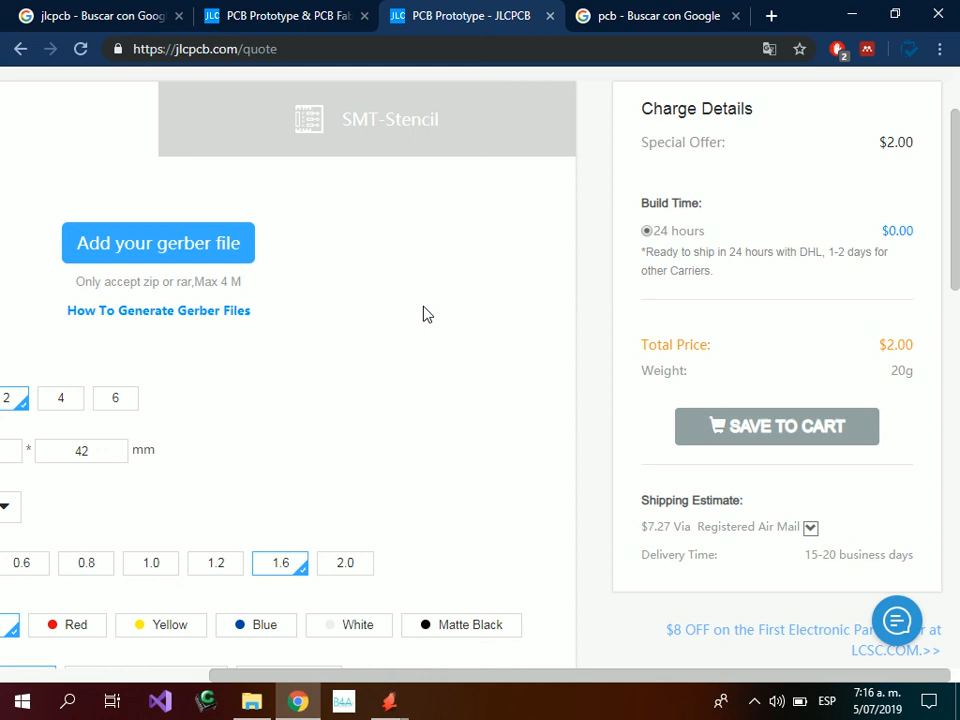 jlcpcb - Buscar con Goog
PCB Prototype & PCB Fab
PCB Prototype - JLCPCB
pcb - Buscar con Google
https://jlcpcb.com/quote
2
SMT-Stencil
Add your gerber file
Only accept zip or rar,Max 4 M
How To Generate Gerber Files
2 4 6
* 42 mm
0.6 0.8 1.0 1.2 1.6 2.0
Red Yellow Blue White Matte Black
Charge Details
Special Offer: $2.00
Build Time:
24 hours $0.00
*Ready to ship in 24 hours with DHL, 1-2 days for
other Carriers.
Total Price: $2.00
Weight: 20g
SAVE TO CART
Shipping Estimate:
$7.27 Via Registered Air Mail
Delivery Time: 15-20 business days
$8 OFF on the First Electronic Par er at
LCSC.COM.>>
B4A
ESP
7:16 a. m.
5/07/2019